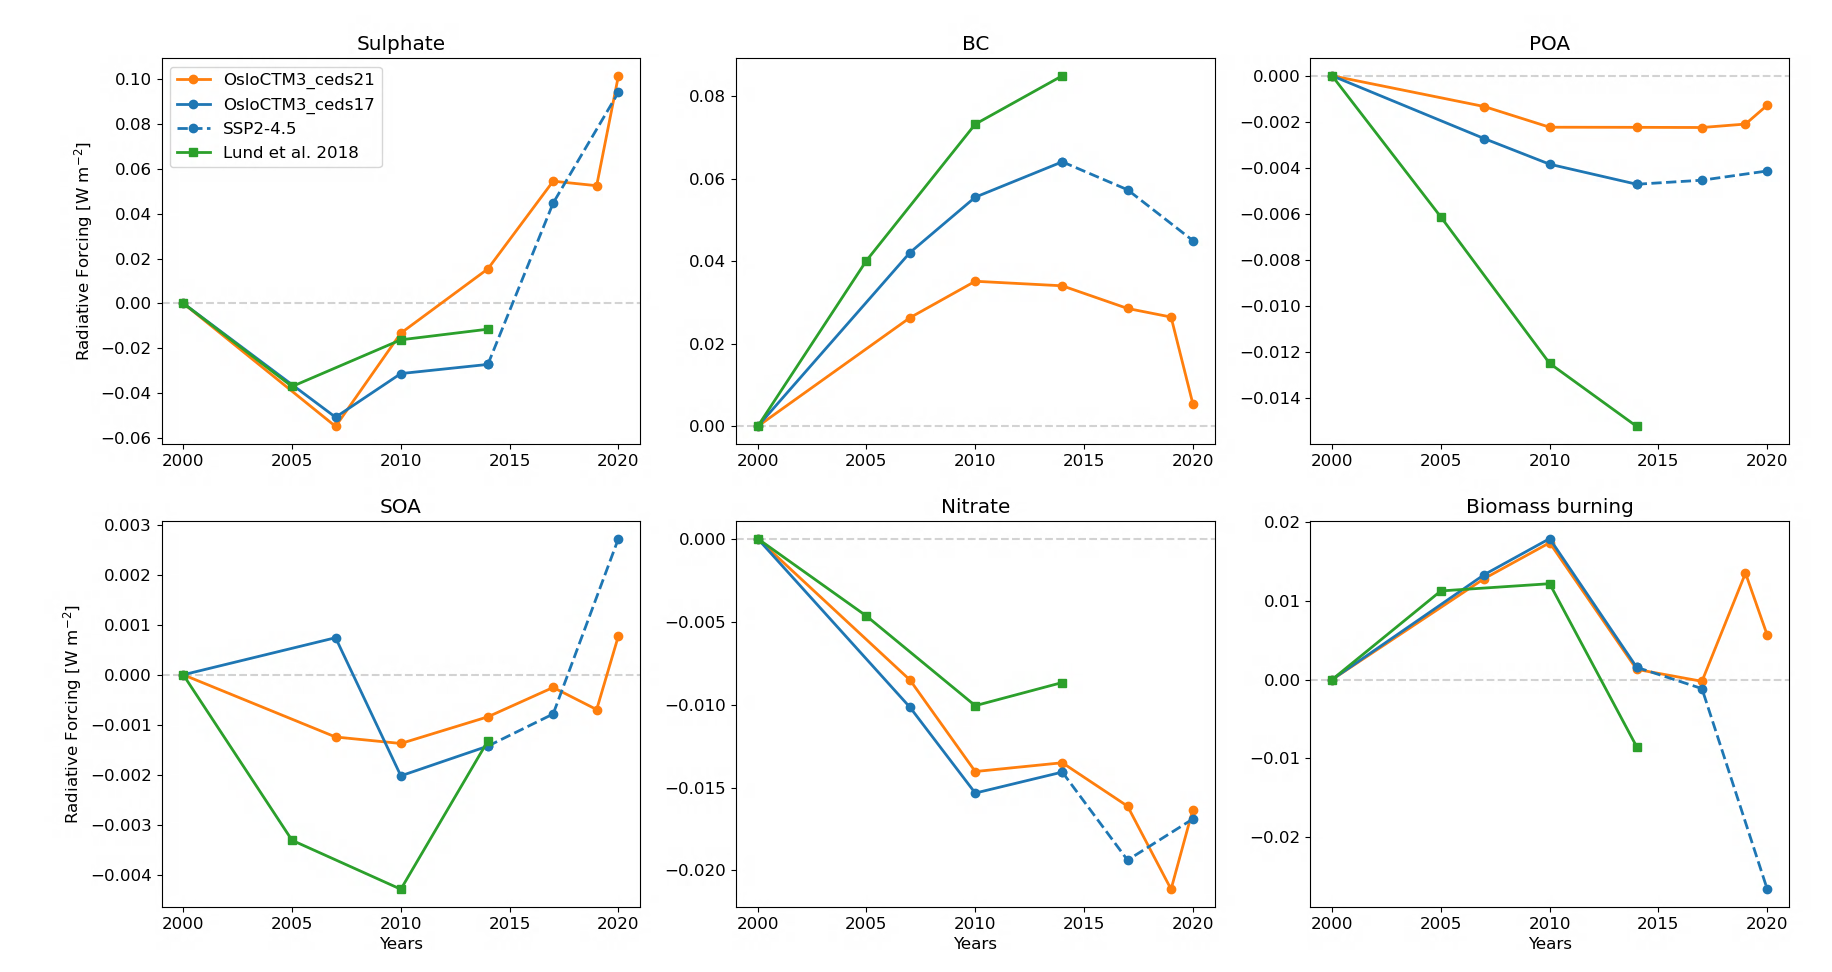 Sulphate
BC
POA
OsloCTM3_ceds21
OsloCTM3_ceds17
SSP2-4.5
Lund et al. 2018
Radiative Forcing [W m⁻²]
0.10
0.08
0.06
0.04
0.02
0.00
−0.02
−0.04
−0.06
2000 2005 2010 2015 2020
0.08
0.06
0.04
0.02
0.00
2000 2005 2010 2015 2020
0.000
−0.002
−0.004
−0.006
−0.008
−0.010
−0.012
−0.014
2000 2005 2010 2015 2020
SOA
Radiative Forcing [W m⁻²]
0.003
0.002
0.001
0.000
−0.001
−0.002
−0.003
−0.004
2000 2005 2010 2015 2020
Years
Nitrate
0.000
−0.005
−0.010
−0.015
−0.020
2000 2005 2010 2015 2020
Years
Biomass burning
0.02
0.01
0.00
−0.01
−0.02
2000 2005 2010 2015 2020
Years